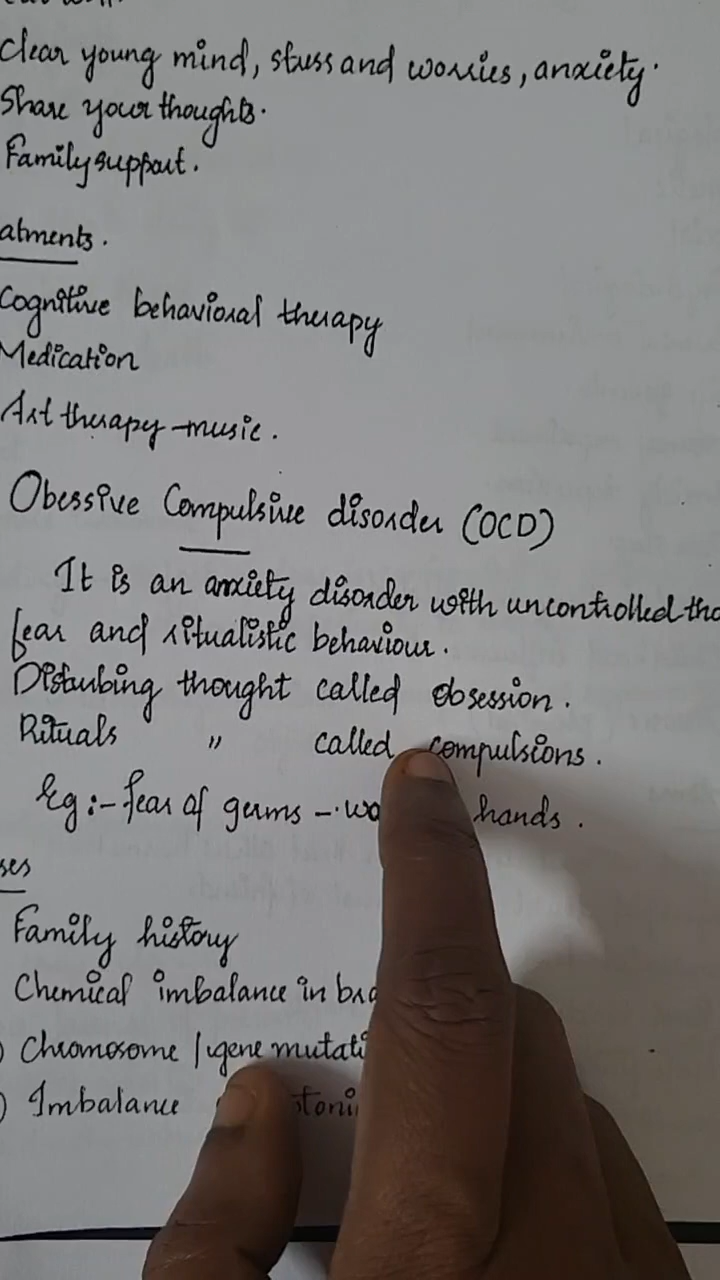 Clear young mind, stress and worries, anxiety.
Share your thoughts.
Family support.
atments.
Cognitive behavioral therapy
Medication
Art therapy - music.
Obessive Compulsive disorder (OCD)
It is an anxiety disorder with uncontrolled tho
fear and ritualistic behaviour.
Disturbing thought called obsession.
Rituals " called compulsions.
Eg :- fear of germs - hands.
ses
Family history
Chemical imbalance in
Chromosome / gene mutati
Imbalance